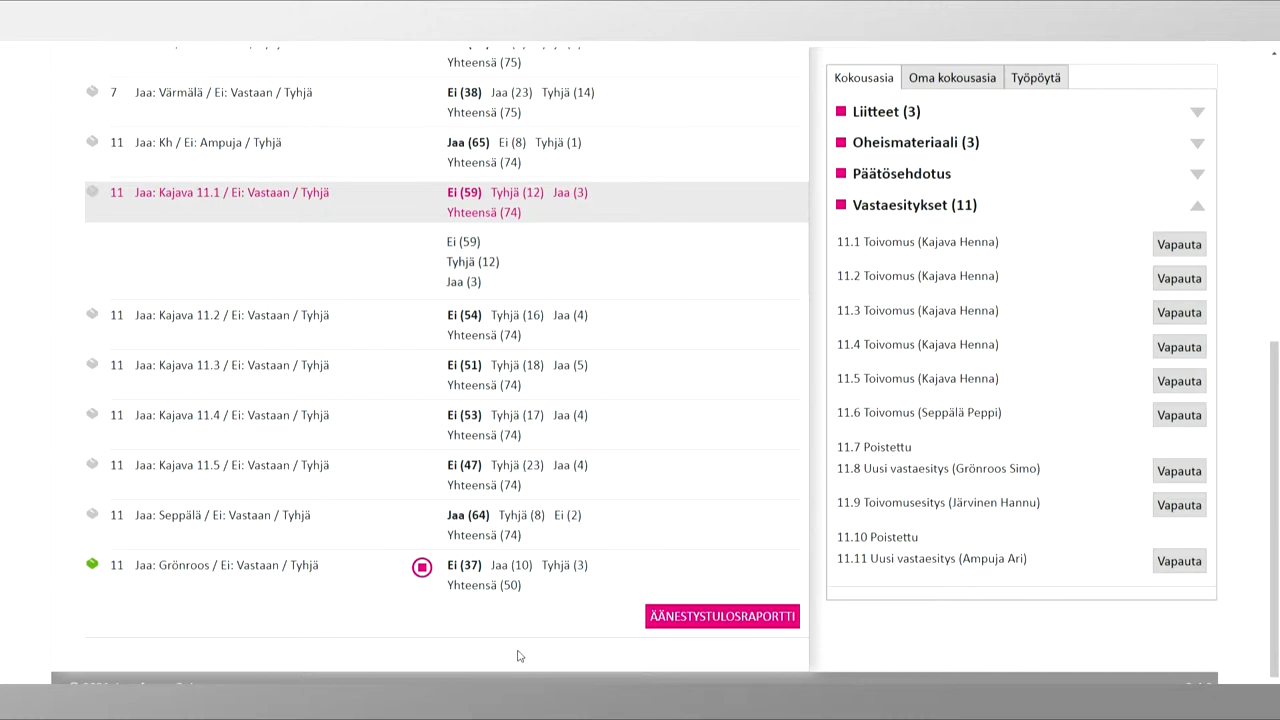 Yhteensä (75)
7 Jaa: Värmälä / Ei: Vastaan / Tyhjä Ei (38) Jaa (23) Tyhjä (14)
Yhteensä (75)
11 Jaa: Kh / Ei: Ampuja / Tyhjä Jaa (65) Ei (8) Tyhjä (1)
Yhteensä (74)
11 Jaa: Kajava 11.1 / Ei: Vastaan / Tyhjä Ei (59) Tyhjä (12) Jaa (3)
Yhteensä (74)
Ei (59)
Tyhjä (12)
Jaa (3)
11 Jaa: Kajava 11.2 / Ei: Vastaan / Tyhjä Ei (54) Tyhjä (16) Jaa (4)
Yhteensä (74)
11 Jaa: Kajava 11.3 / Ei: Vastaan / Tyhjä Ei (51) Tyhjä (18) Jaa (5)
Yhteensä (74)
11 Jaa: Kajava 11.4 / Ei: Vastaan / Tyhjä Ei (53) Tyhjä (17) Jaa (4)
Yhteensä (74)
11 Jaa: Kajava 11.5 / Ei: Vastaan / Tyhjä Ei (47) Tyhjä (23) Jaa (4)
Yhteensä (74)
11 Jaa: Seppälä / Ei: Vastaan / Tyhjä Jaa (64) Tyhjä (8) Ei (2)
Yhteensä (74)
11 Jaa: Grönroos / Ei: Vastaan / Tyhjä Ei (37) Jaa (10) Tyhjä (3)
Yhteensä (50)
ÄÄNESTYSTULOSRAPORTTI
Kokousasia Oma kokousasia Työpöytä
Liitteet (3)
Oheismateriaali (3)
Päätösehdotus
Vastaesitykset (11)
11.1 Toivomus (Kajava Henna) Vapauta
11.2 Toivomus (Kajava Henna) Vapauta
11.3 Toivomus (Kajava Henna) Vapauta
11.4 Toivomus (Kajava Henna) Vapauta
11.5 Toivomus (Kajava Henna) Vapauta
11.6 Toivomus (Seppälä Peppi) Vapauta
11.7 Poistettu
11.8 Uusi vastaesitys (Grönroos Simo) Vapauta
11.9 Toivomusesitys (Järvinen Hannu) Vapauta
11.10 Poistettu
11.11 Uusi vastaesitys (Ampuja Ari) Vapauta